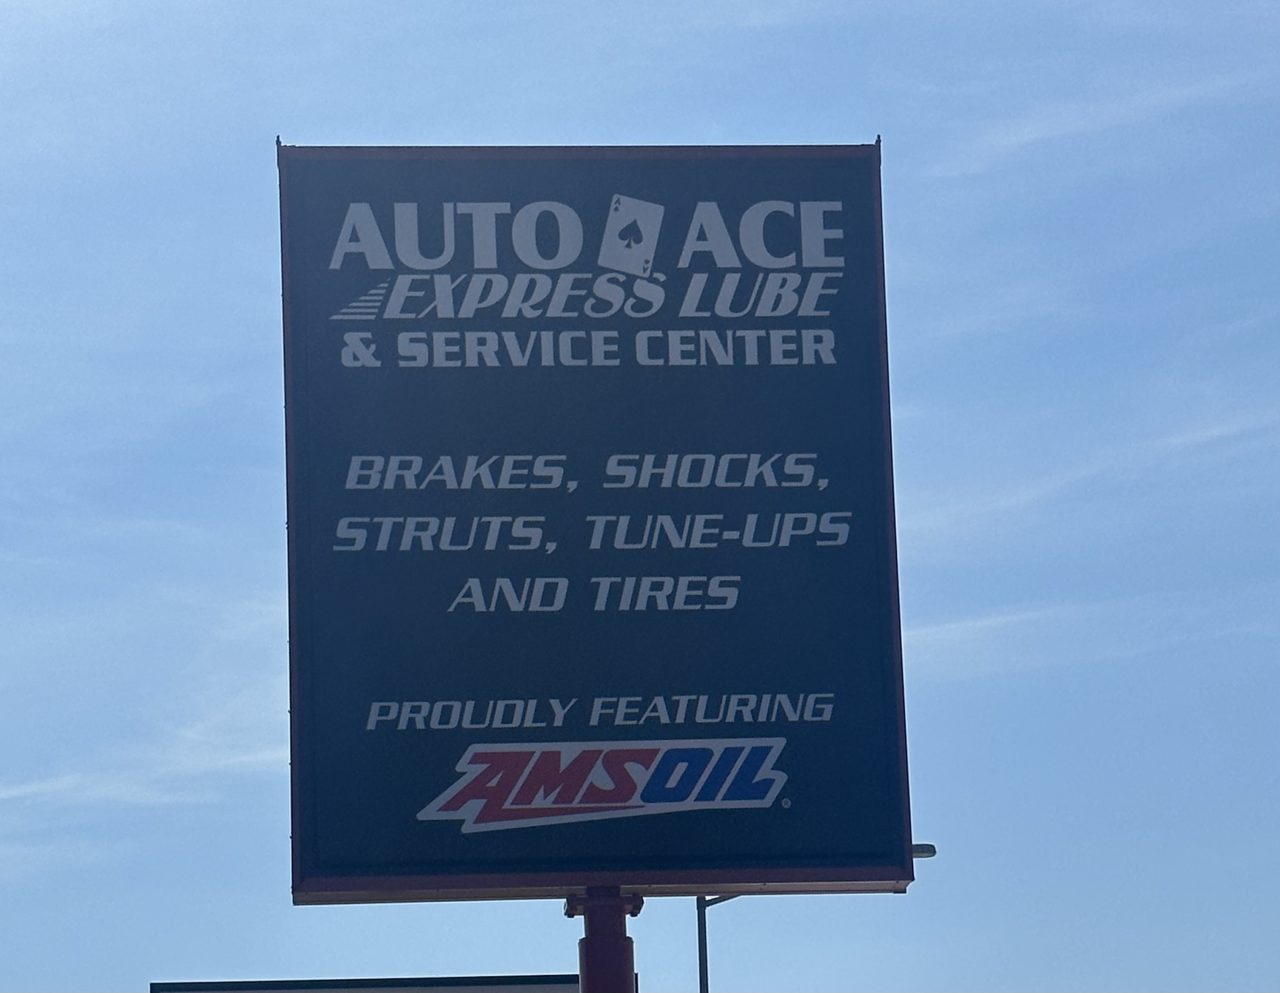 AUTO ACE
EXPRESS LUBE
& SERVICE CENTER
BRAKES, SHOCKS,
STRUTS, TUNE-UPS
AND TIRES
PROUDLY FEATURING
AMSOIL®